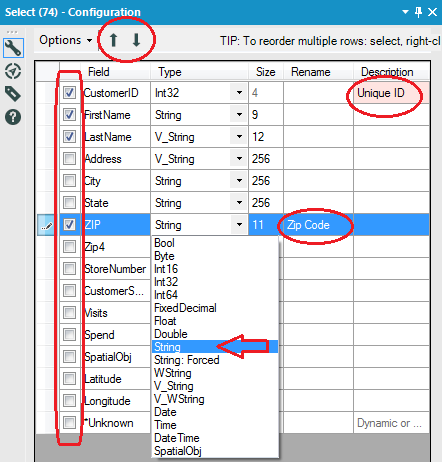 Select (74) - Configuration
Options TIP: To reorder multiple rows: select, right-cl
Field Type Size Rename Description
CustomerID Int32 4 Unique ID
FirstName String 9
LastName V_String 12
Address V_String 256
City String 256
State String 256
ZIP String 11 Zip Code
Zip4 Bool
Byte
StoreNumber Int16
Int32
CustomerS... Int64
Visits FixedDecimal
Float
Spend Double
SpatialObj String
String: Forced
Latitude WString
V_String
Longitude V_WString
Date
*Unknown Time Dynamic or ...
DateTime
SpatialObj